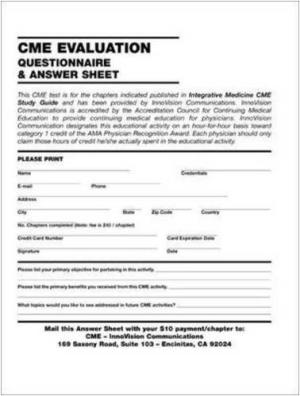 CME EVALUATION
QUESTIONNAIRE
& ANSWER SHEET
This CME test is for the chapters indicated published in Integrative Medicine CME
Study Guide and has been provided by InnoVision Communications. InnoVision
Communications is accredited by the Accreditation Council for Continuing Medical
Education to provide continuing medical education for physicians. InnoVision
Communications designates this educational activity on an hour-for-hour basis toward
category 1 credit of the AMA Physician Recognition Award. Each physician should only
claim those hours of credit he/she actually spent in the educational activity.
PLEASE PRINT
Name Credentials
E-mail Phone
Address
City State Zip Code Country
No. Chapters completed (Note: fee is $10 / chapter)
Credit Card Number Card Expiration Date
Signature Date
Please list your primary objective for partaking in this activity.
Please list the primary benefits you received from this CME activity.
What topics would you like to see addressed in future CME activities?
Mail this Answer Sheet with your $10 payment/chapter to:
CME – InnoVision Communications
169 Saxony Road, Suite 103 – Encinitas, CA 92024